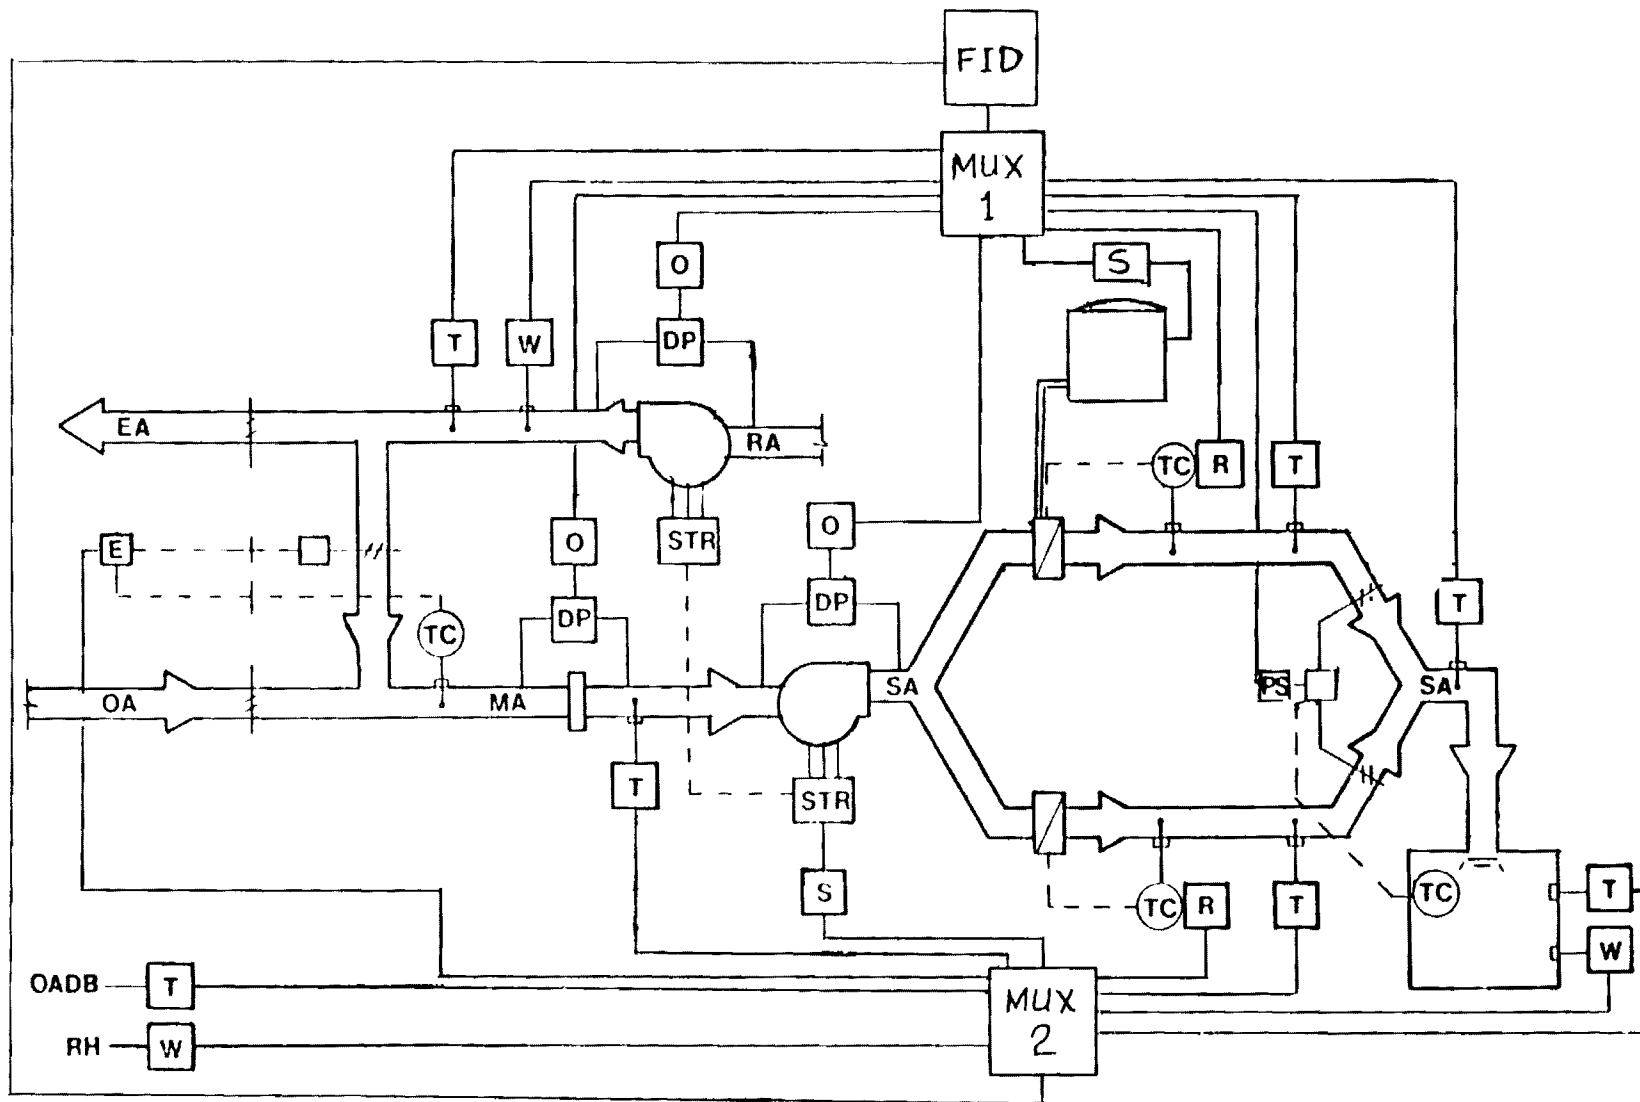 FID
MUX
1
S
O
T
W
DP
EA
RA
TC
R
T
O
E
O
STR
DP
T
TC
DP
PS
SA
SA
OA
MA
T
STR
S
TC
R
T
TC
T
W
OADB
T
MUX
2
RH
W